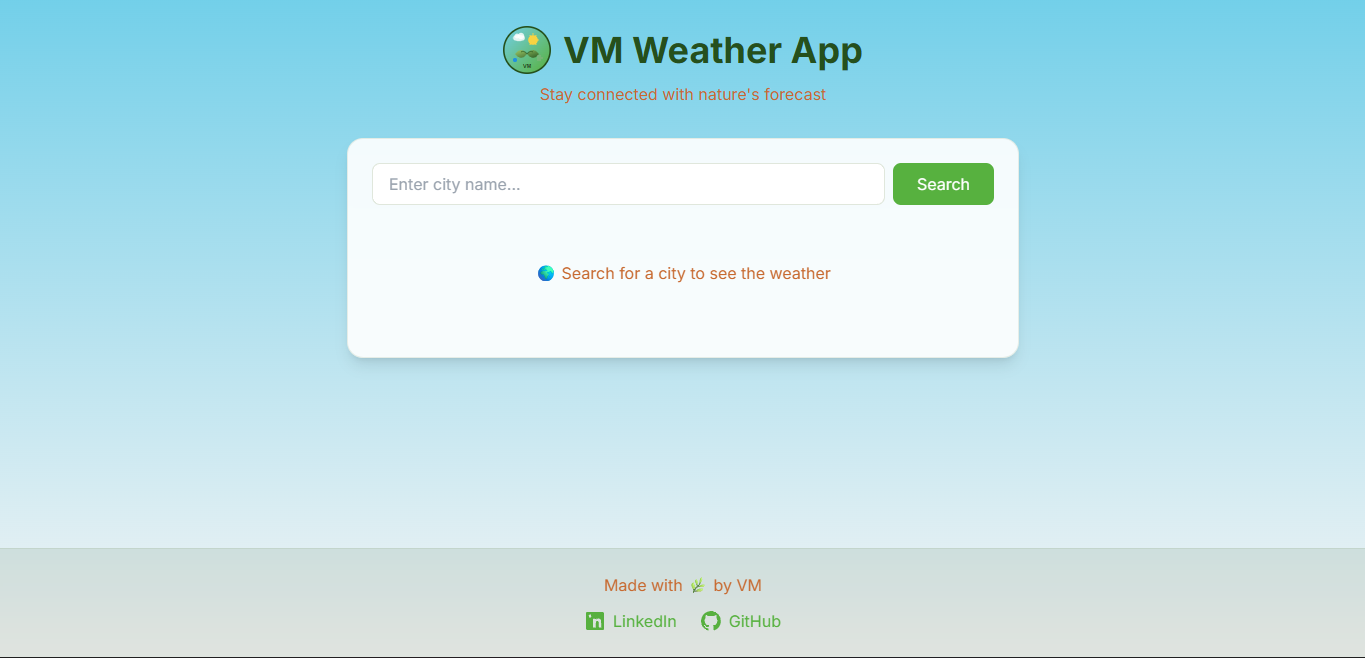 VM
VM Weather App
Stay connected with nature's forecast
Enter city name...
Search
Search for a city to see the weather
Made with by VM
LinkedIn
GitHub